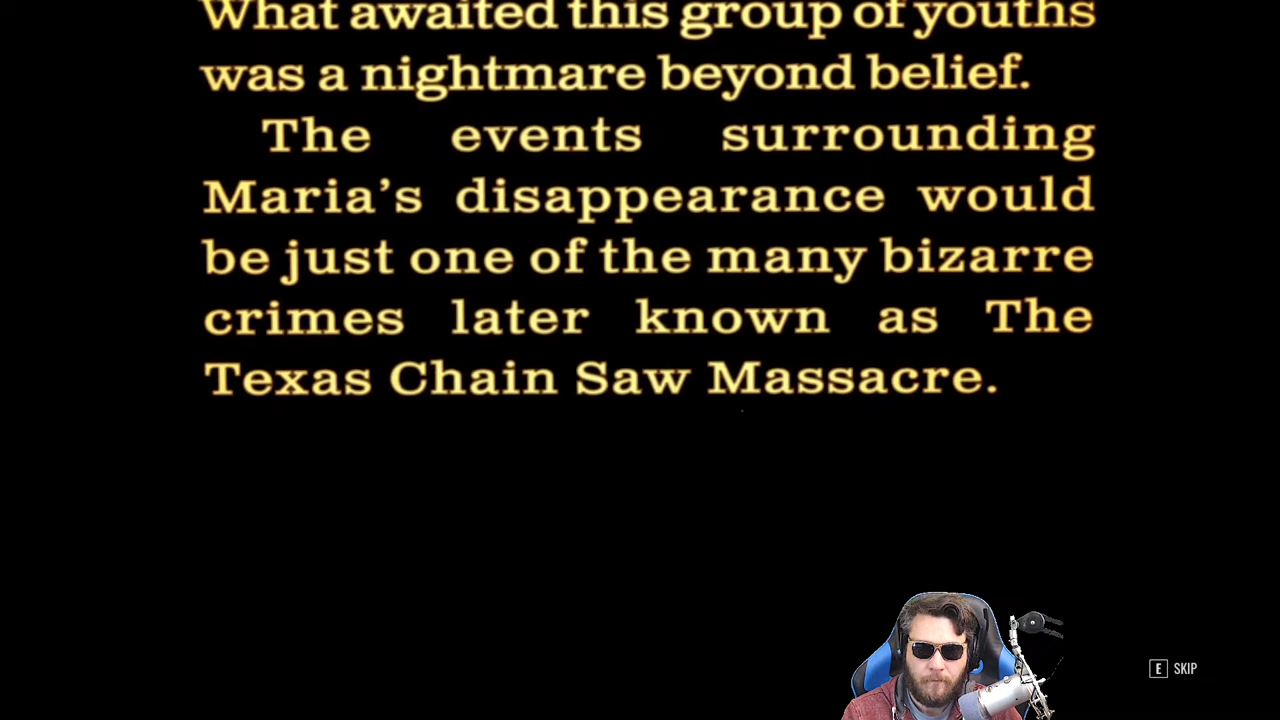 What awaited this group of youths
was a nightmare beyond belief.
The events surrounding
Maria’s disappearance would
be just one of the many bizarre
crimes later known as The
Texas Chain Saw Massacre.
E SKIP